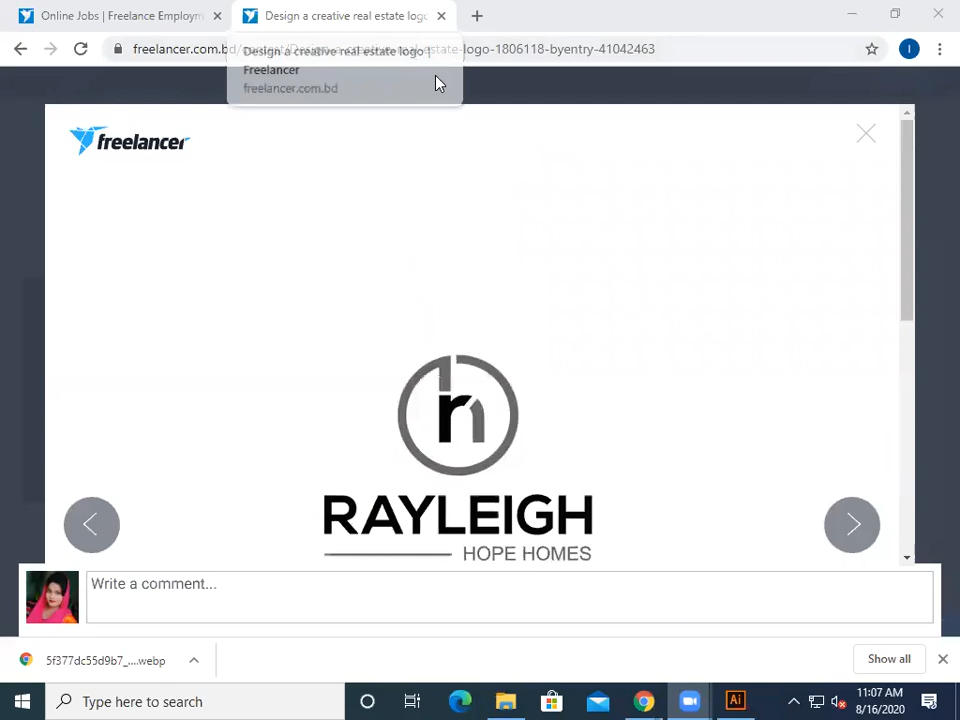 Online Jobs | Freelance Employm
Design a creative real estate logo
freelancer.com.bd
-estate-logo-1806118-byentry-41042463
I
Design a creative real estate logo |
Freelancer
freelancer.com.bd
freelancer
RAYLEIGH
HOPE HOMES
Write a comment...
5f377dc55d9b7_....webp
Show all
Type here to search
Ai
11:07 AM
8/16/2020